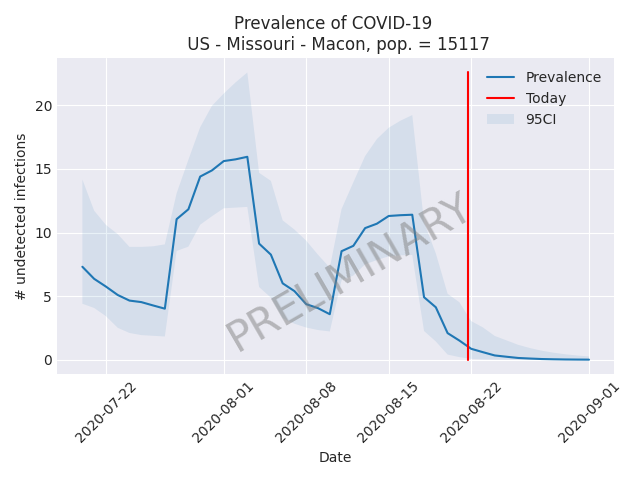 Prevalence of COVID-19
US - Missouri - Macon, pop. = 15117
Prevalence
Today
95CI
# undetected infections
20
15
10
5
0
PRELIMINARY
2020-07-22
2020-08-01
2020-08-08
2020-08-15
2020-08-22
2020-09-01
Date